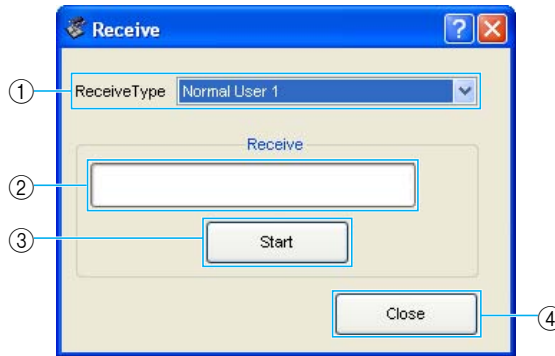 Receive
① ReceiveType Normal User 1
Receive
②
③ Start
Close ④